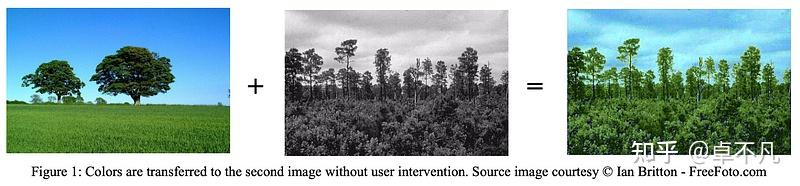 +
=
知乎 @卓不凡
Figure 1: Colors are transferred to the second image without user intervention. Source image courtesy © Ian Britton - FreeFoto.com